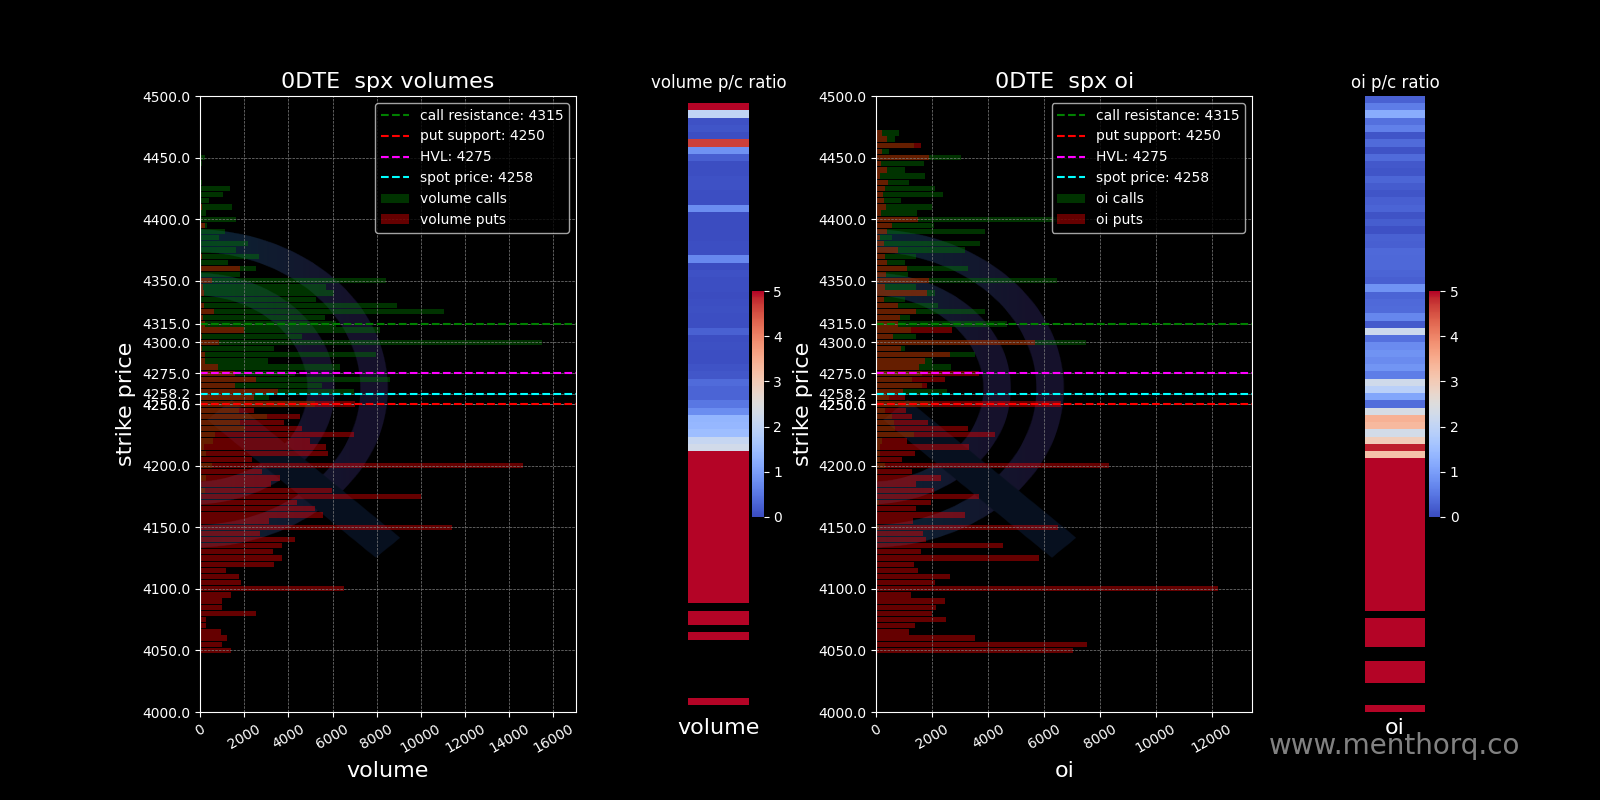 0DTE  spx volumes
volume p/c ratio
0DTE  spx oi
oi p/c ratio
4500.0
4450.0
4400.0
4350.0
4315.0
4300.0
4275.0
4258.2
4250.0
4200.0
4150.0
4100.0
4050.0
4000.0
strike price
call resistance: 4315
put support: 4250
HVL: 4275
spot price: 4258
volume calls
volume puts
0
2000
4000
6000
8000
10000
12000
14000
16000
volume
5
4
3
2
1
0
volume
4500.0
4450.0
4400.0
4350.0
4315.0
4300.0
4275.0
4258.2
4250.0
4200.0
4150.0
4100.0
4050.0
4000.0
strike price
call resistance: 4315
put support: 4250
HVL: 4275
spot price: 4258
oi calls
oi puts
0
2000
4000
6000
8000
10000
12000
oi
5
4
3
2
1
0
oi
www.menthorq.co